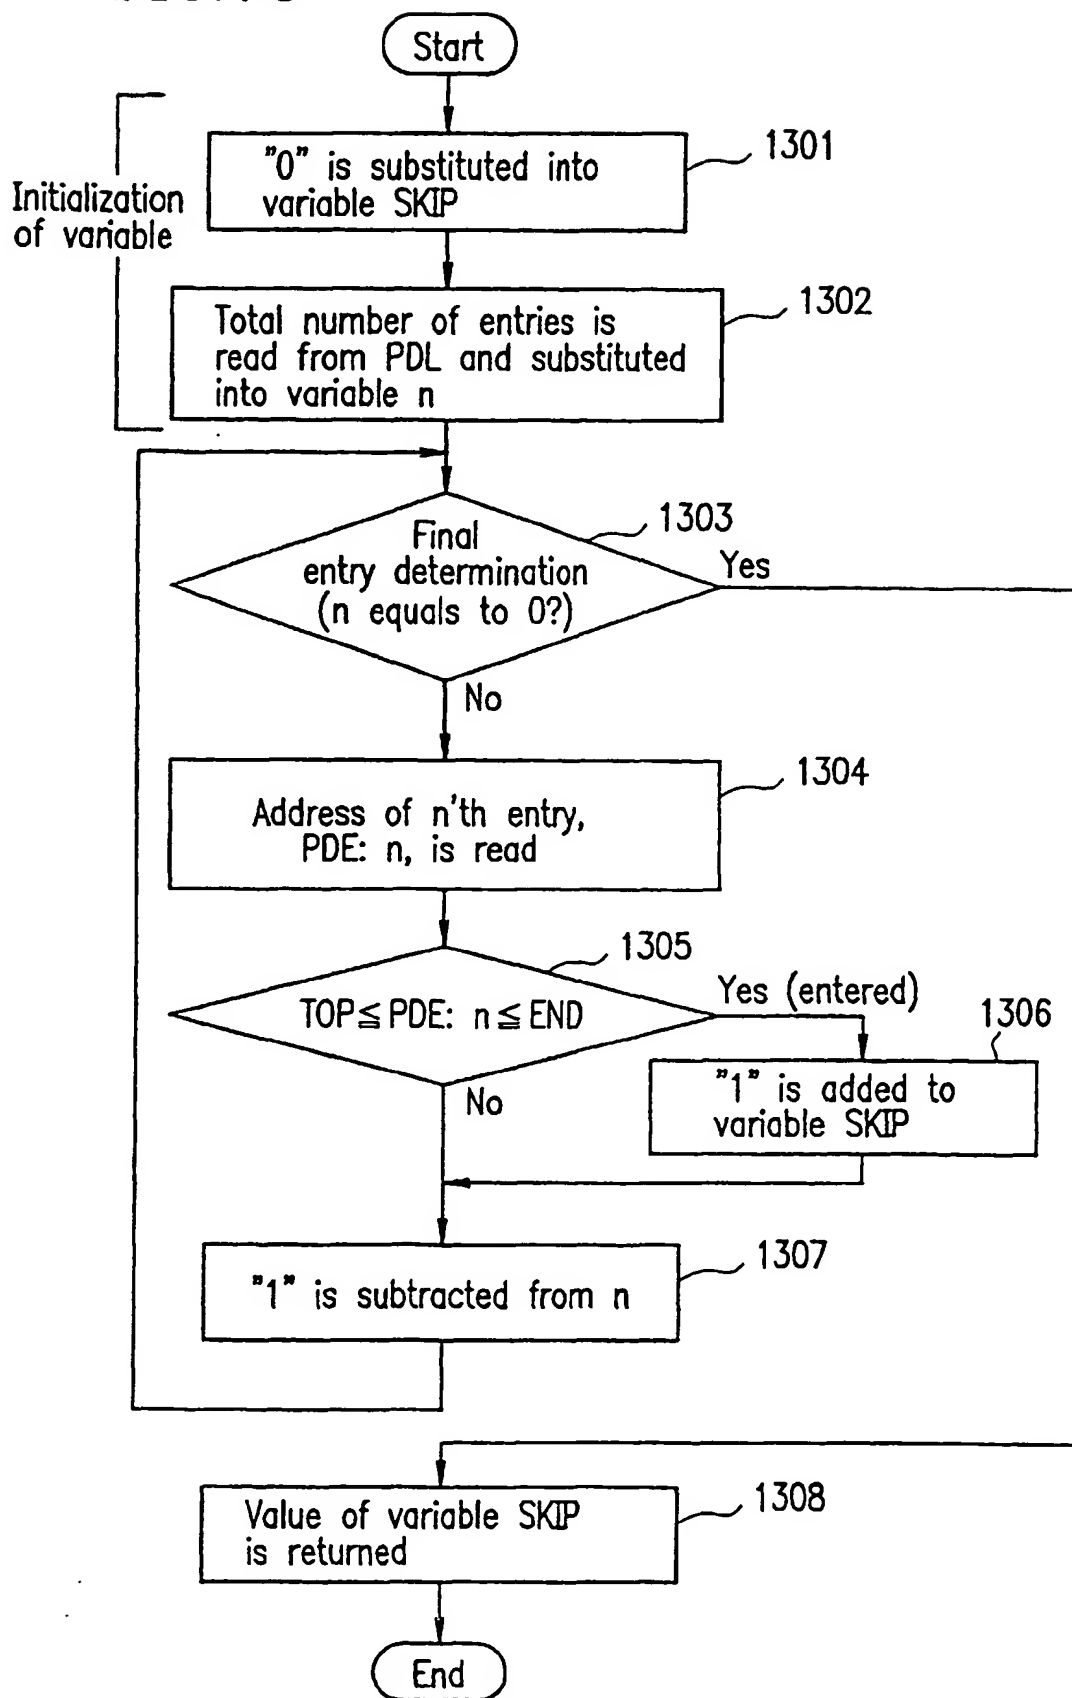 Start
Initialization
of variable
"0" is substituted into
variable SKIP
1301
Total number of entries is
read from PDL and substituted
into variable n
1302
Final
entry determination
(n equals to 0?)
1303
Yes
No
Address of n'th entry,
PDE: n, is read
1304
TOP≦PDE: n≦END
1305
Yes (entered)
No
"1" is added to
variable SKIP
1306
"1" is subtracted from n
1307
Value of variable SKIP
is returned
1308
End